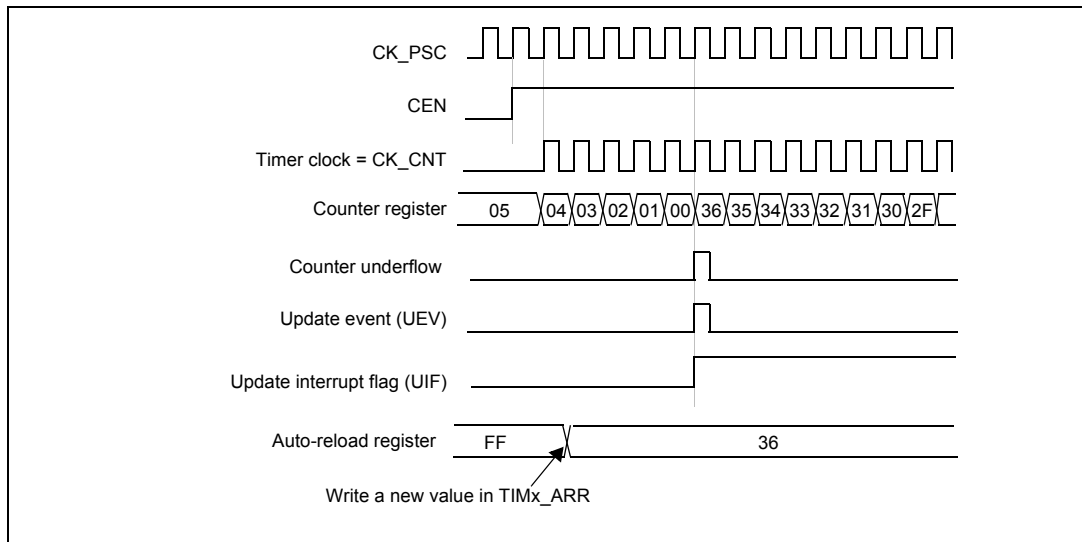 CK_PSC
CEN
Timer clock = CK_CNT
Counter register 05 04 03 02 01 00 36 35 34 33 32 31 30 2F
Counter underflow
Update event (UEV)
Update interrupt flag (UIF)
Auto-reload register FF 36
Write a new value in TIMx_ARR